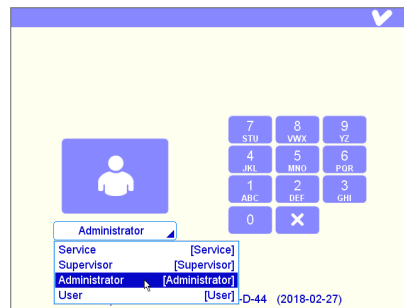 7 8 9
STU VWX YZ
4 5 6
JKL MNO PQR
1 2 3
ABC DEF GHI
0
Administrator
Service [Service]
Supervisor [Supervisor]
Administrator [Administrator]
User [User]
-D-44 (2018-02-27)